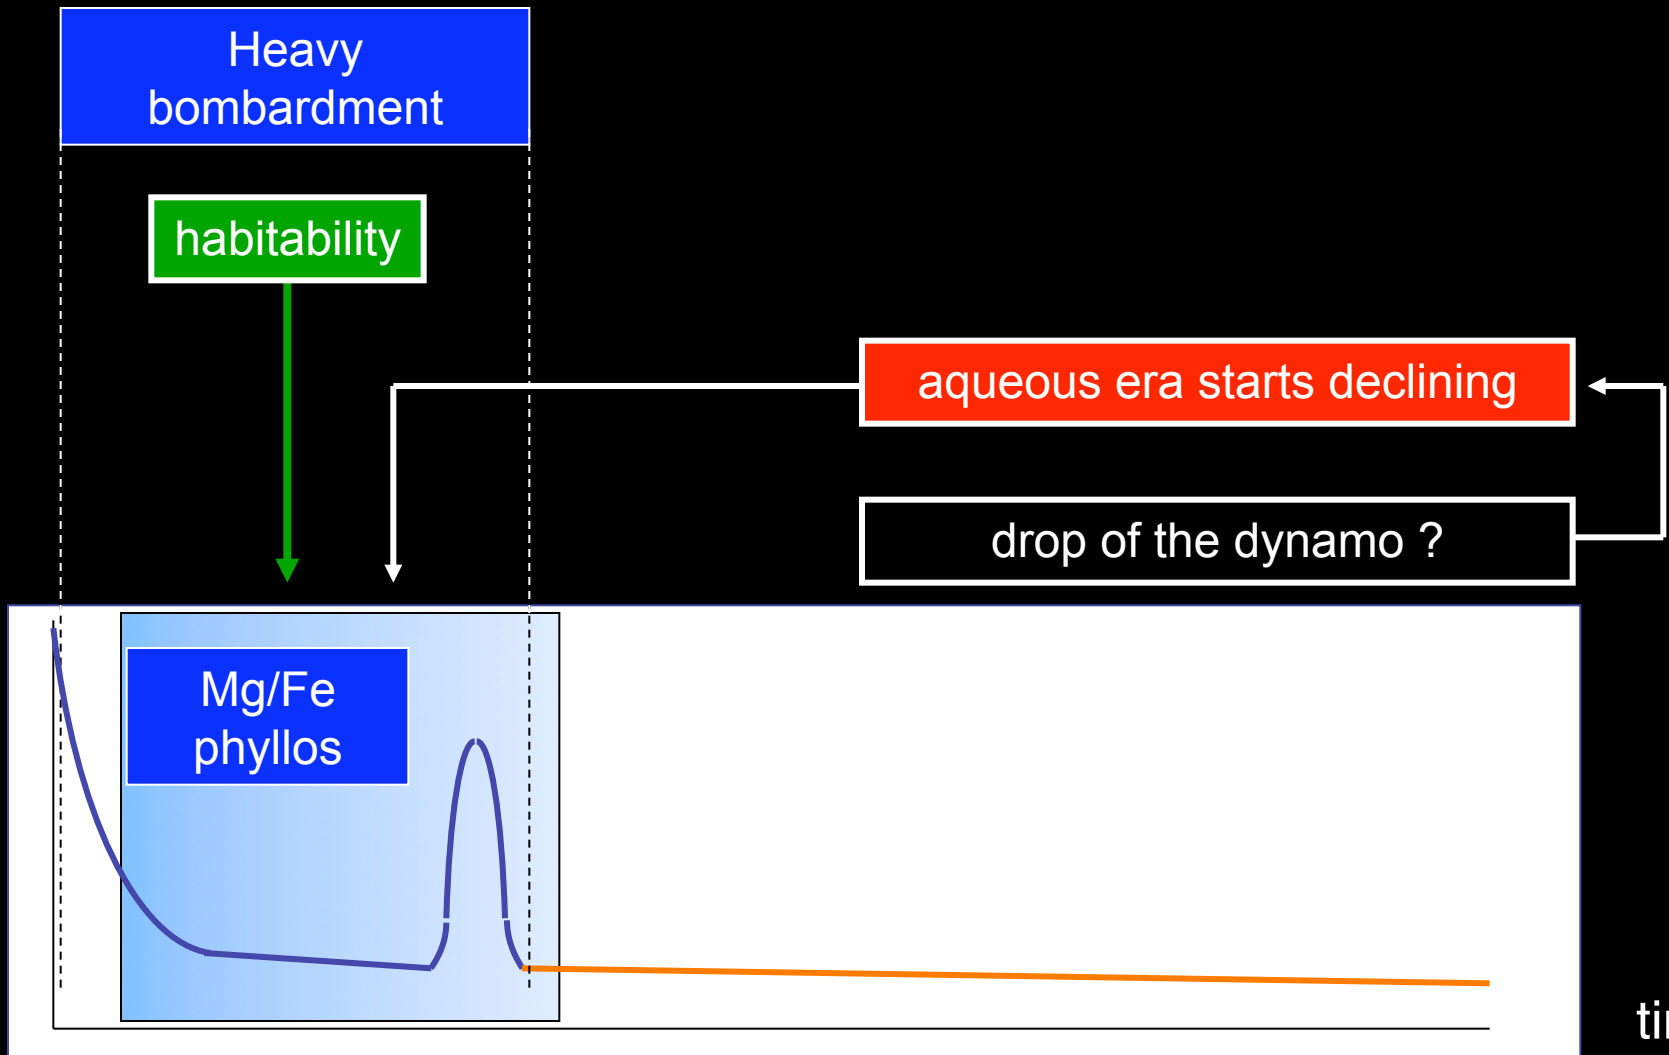 Heavy
bombardment
habitability
aqueous era starts declining
drop of the dynamo ?
Mg/Fe
phyllos